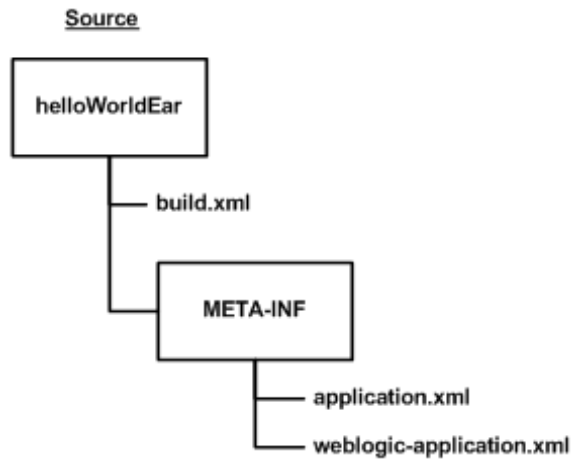 Source
helloWorldEar
build.xml
META-INF
application.xml
weblogic-application.xml